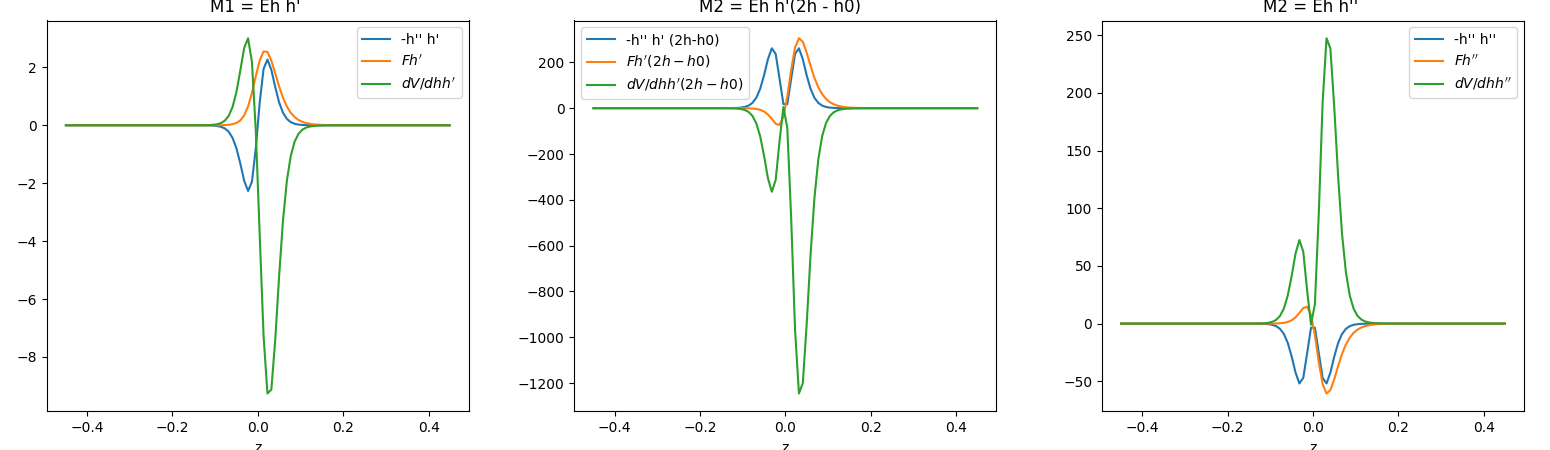 M1 = Eh h'
-h'' h'
Fh′
dV/dhh′
2
0
−2
−4
−6
−8
−0.4
−0.2
0.0
0.2
0.4
z
M2 = Eh h'(2h - h0)
-h'' h' (2h-h0)
Fh′(2h − h0)
dV/dhh′(2h − h0)
200
0
−200
−400
−600
−800
−1000
−1200
−0.4
−0.2
0.0
0.2
0.4
z
M2 = Eh h''
-h'' h''
Fh′′
dV/dhh′′
250
200
150
100
50
0
−50
−0.4
−0.2
0.0
0.2
0.4
z